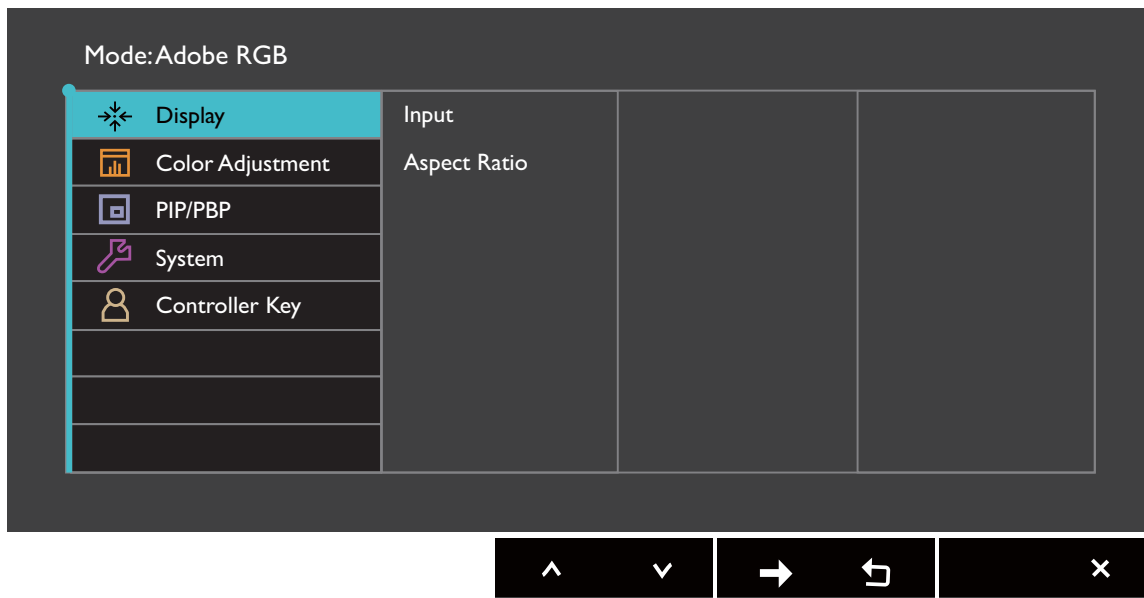 Mode: Adobe RGB
Display
Input
Color Adjustment
Aspect Ratio
PIP/PBP
System
Controller Key